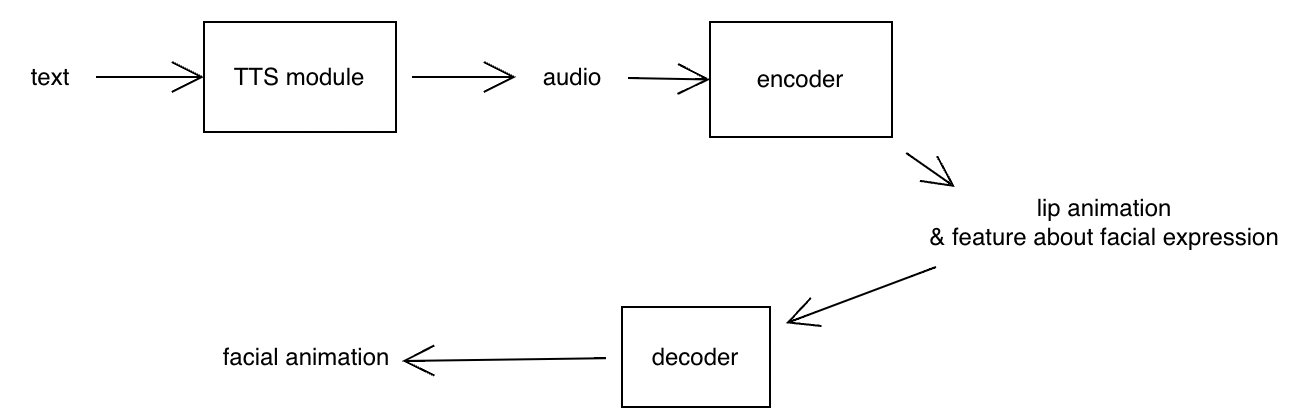 text
TTS module
audio
encoder
lip animation
& feature about facial expression
decoder
facial animation